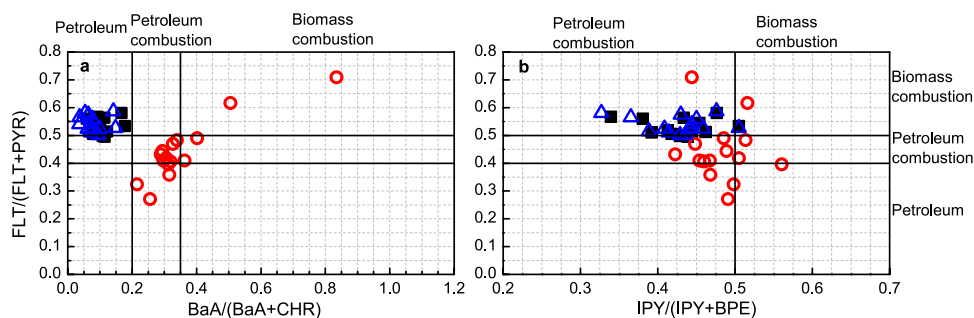 Petroleum
Petroleum
combustion
Biomass
combustion
Petroleum
combustion
Biomass
combustion
a
b
0.8
0.7
0.6
0.5
0.4
0.3
0.2
0.1
0.0
FLT/(FLT+PYR)
0.0 0.2 0.4 0.6 0.8 1.0 1.2
BaA/(BaA+CHR)
0.8
0.7
0.6
0.5
0.4
0.3
0.2
0.1
0.0
0.2 0.3 0.4 0.5 0.6 0.7
IPY/(IPY+BPE)
Biomass
combustion
Petroleum
combustion
Petroleum